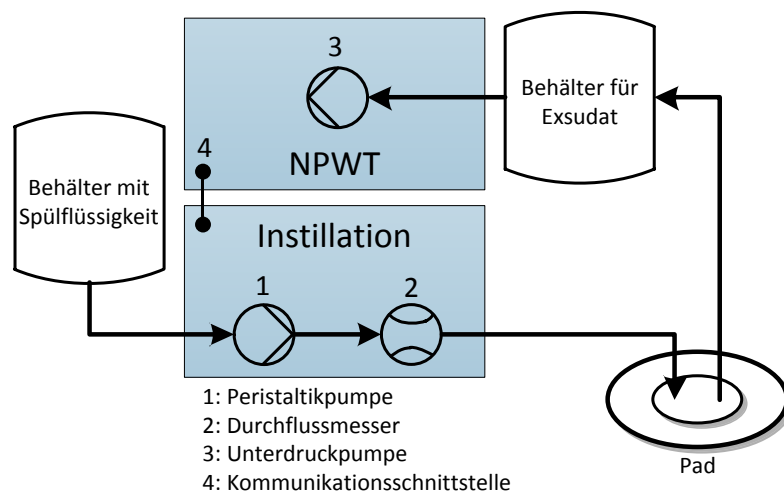 3
Behälter für
Exsudat
4
NPWT
Behälter mit
Spülflüssigkeit
Instillation
1
2
1: Peristaltikpumpe
2: Durchflussmesser
3: Unterdruckpumpe
4: Kommunikationsschnittstelle
Pad